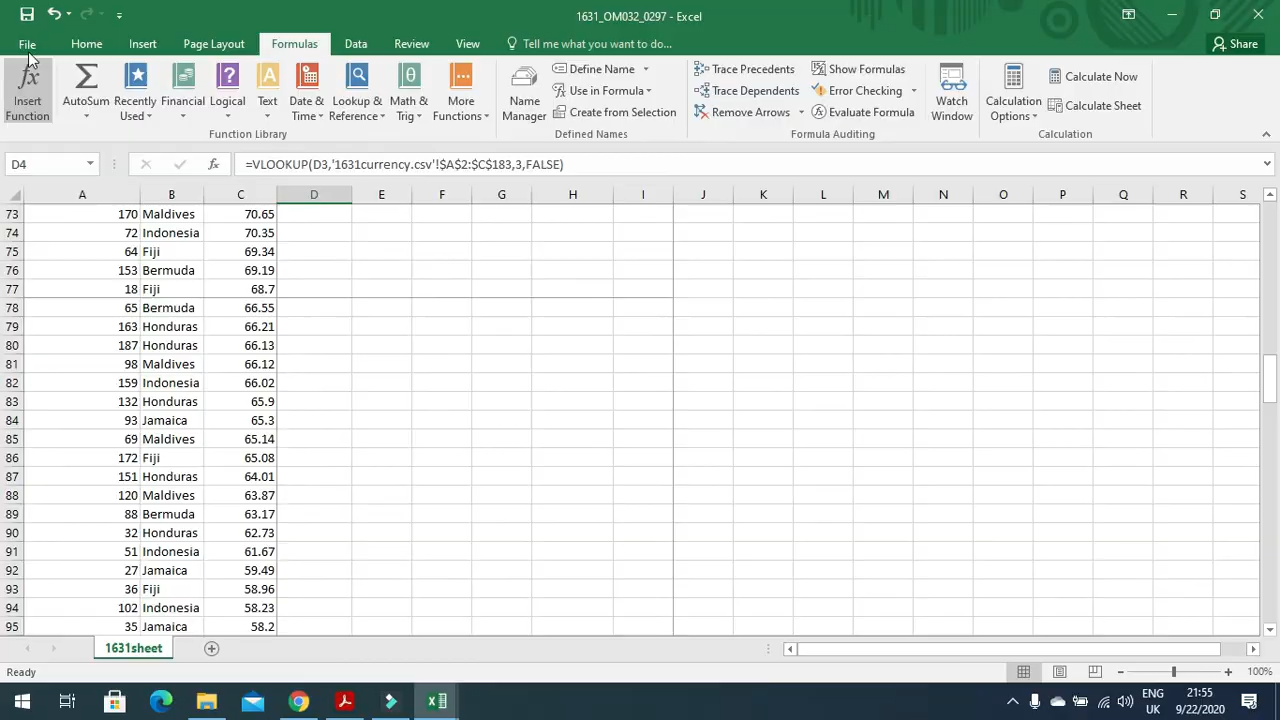 1631_OM032_0297 - Excel
File Home Insert Page Layout Formulas Data Review View Tell me what you want to do... Share
Insert Function
AutoSum
Recently Used
Financial
Logical
Text
Date & Time
Lookup & Reference
Math & Trig
More Functions
Function Library
Name Manager
Define Name
Use in Formula
Create from Selection
Defined Names
Trace Precedents
Trace Dependents
Remove Arrows
Show Formulas
Error Checking
Evaluate Formula
Formula Auditing
Watch Window
Calculation Options
Calculate Now
Calculate Sheet
Calculation
D4 fx =VLOOKUP(D3,'1631currency.csv'!$A$2:$C$183,3,FALSE)
A B C D E F G H I J K L M N O P Q R S
73 170 Maldives 70.65
74 72 Indonesia 70.35
75 64 Fiji 69.34
76 153 Bermuda 69.19
77 18 Fiji 68.7
78 65 Bermuda 66.55
79 163 Honduras 66.21
80 187 Honduras 66.13
81 98 Maldives 66.12
82 159 Indonesia 66.02
83 132 Honduras 65.9
84 93 Jamaica 65.3
85 69 Maldives 65.14
86 172 Fiji 65.08
87 151 Honduras 64.01
88 120 Maldives 63.87
89 88 Bermuda 63.17
90 32 Honduras 62.73
91 51 Indonesia 61.67
92 27 Jamaica 59.49
93 36 Fiji 58.96
94 102 Indonesia 58.23
95 35 Jamaica 58.2
1631sheet
Ready 100%
ENG 21:55
UK 9/22/2020